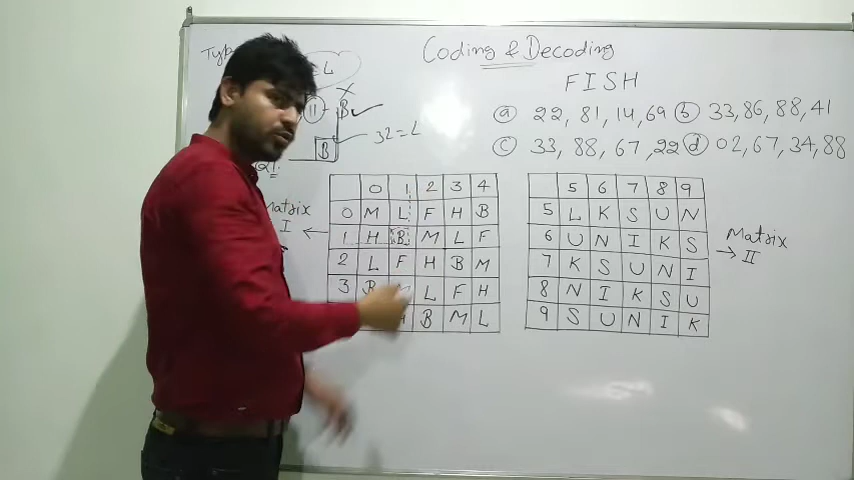 Coding & Decoding
FISH
= L
11 - B
B 32 = L
(a) 22, 81, 14, 69 (b) 33, 86, 88, 41
(c) 33, 88, 67, 22 (d) 02, 67, 34, 88
Matrix I
0 1 2 3 4
0 M L F H B
1 H B M L F
2 L F H B M
3 B M L F H
B M L
5 6 7 8 9
5 L K S U N
6 U N I K S
7 K S U N I
8 N I K S U
9 S U N I K
Matrix
→ II